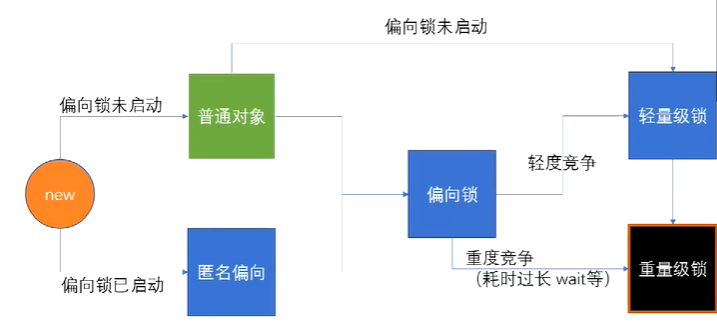 偏向锁未启动
偏向锁未启动
普通对象
轻量级锁
new
偏向锁
轻度竞争
偏向锁已启动
匿名偏向
重度竞争
（耗时过长 wait等）
重量级锁